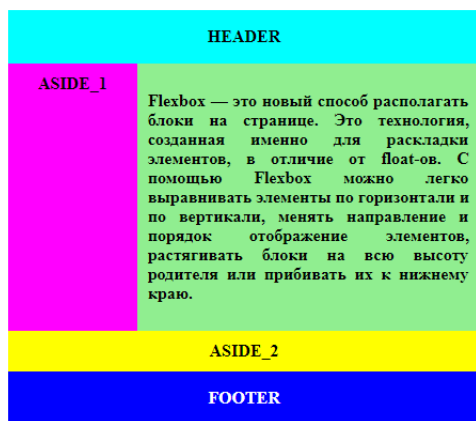 HEADER
ASIDE_1
Flexbox — это новый способ располагать
блоки на странице. Это технология,
созданная именно для раскладки
элементов, в отличие от float-ов. С
помощью Flexbox можно легко
выравнивать элементы по горизонтали и
по вертикали, менять направление и
порядок отображение элементов,
растягивать блоки на всю высоту
родителя или прибивать их к нижнему
краю.
ASIDE_2
FOOTER